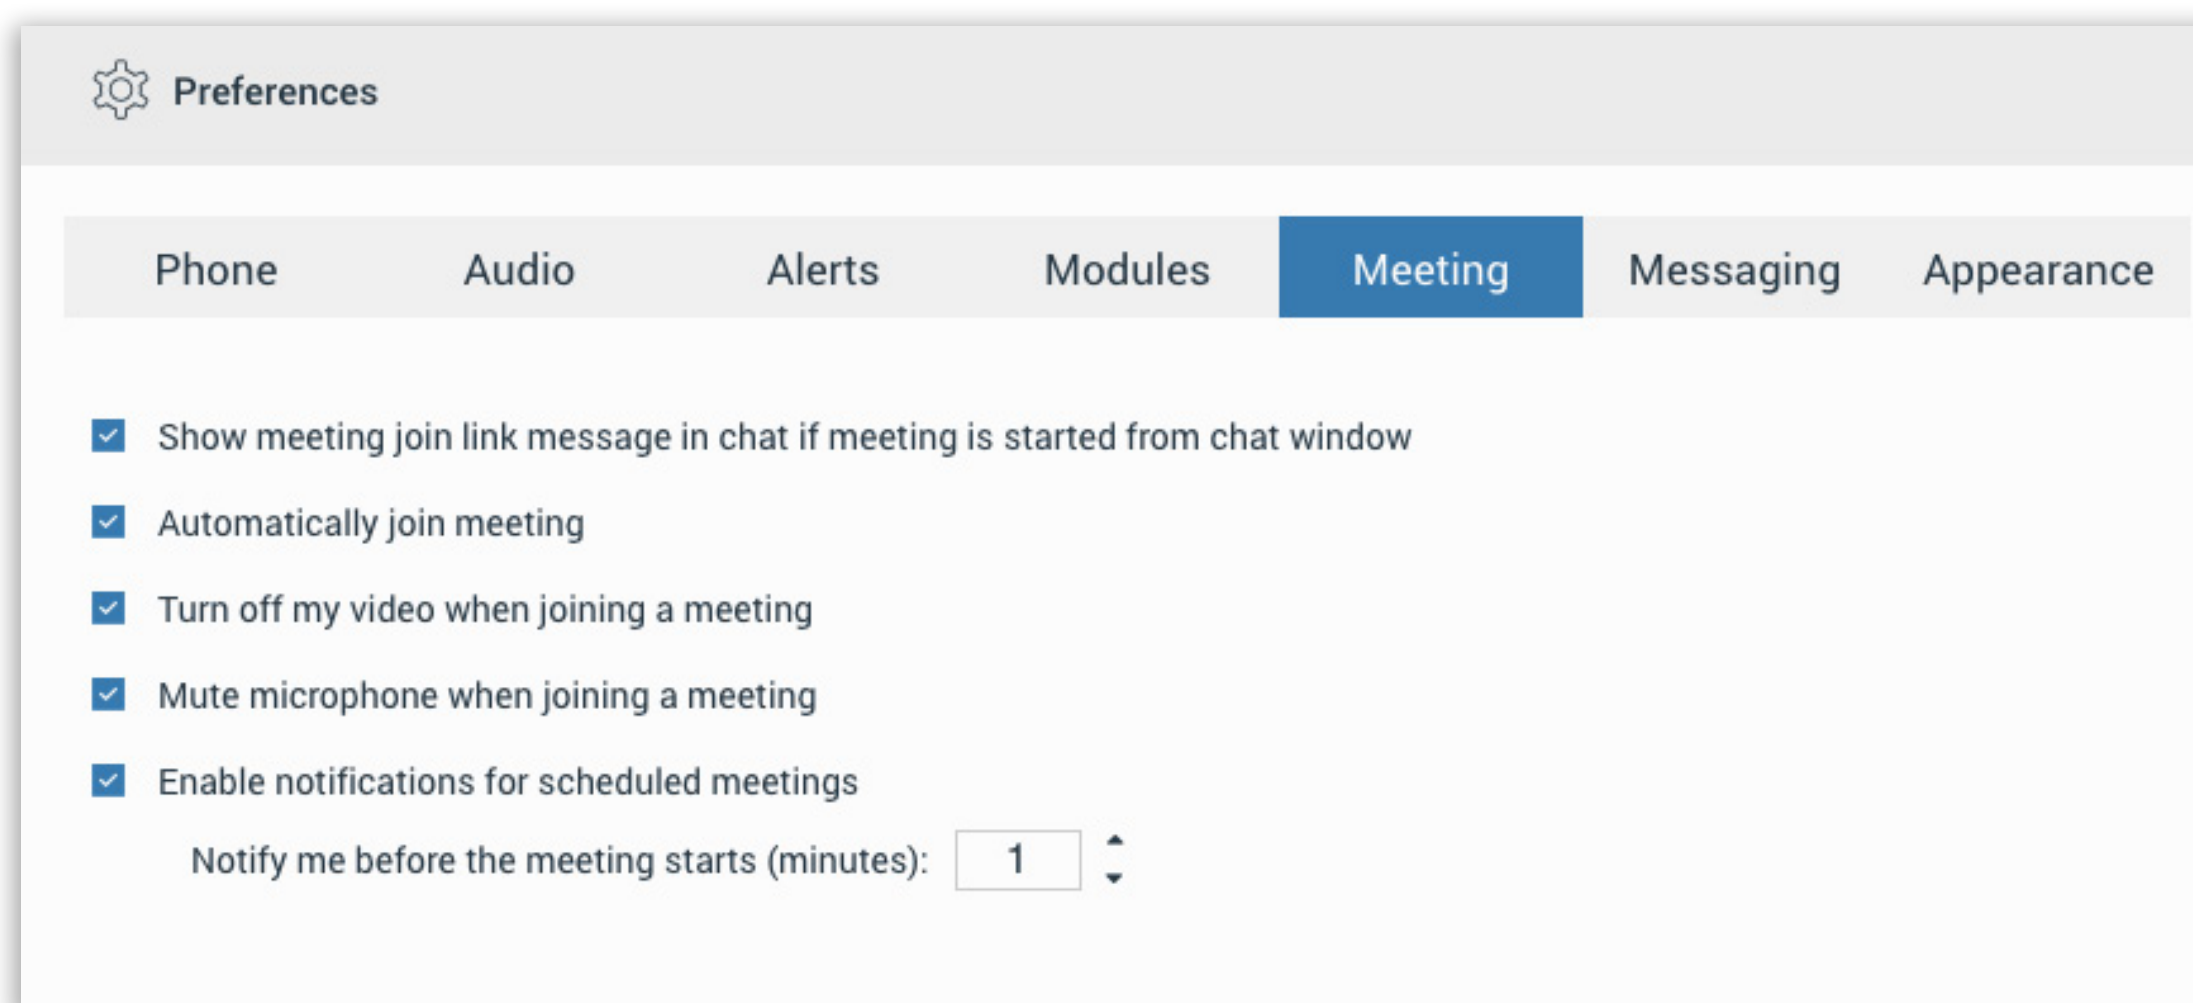 Preferences
Phone Audio Alerts Modules Meeting Messaging Appearance
Show meeting join link message in chat if meeting is started from chat window
Automatically join meeting
Turn off my video when joining a meeting
Mute microphone when joining a meeting
Enable notifications for scheduled meetings
Notify me before the meeting starts (minutes): 1